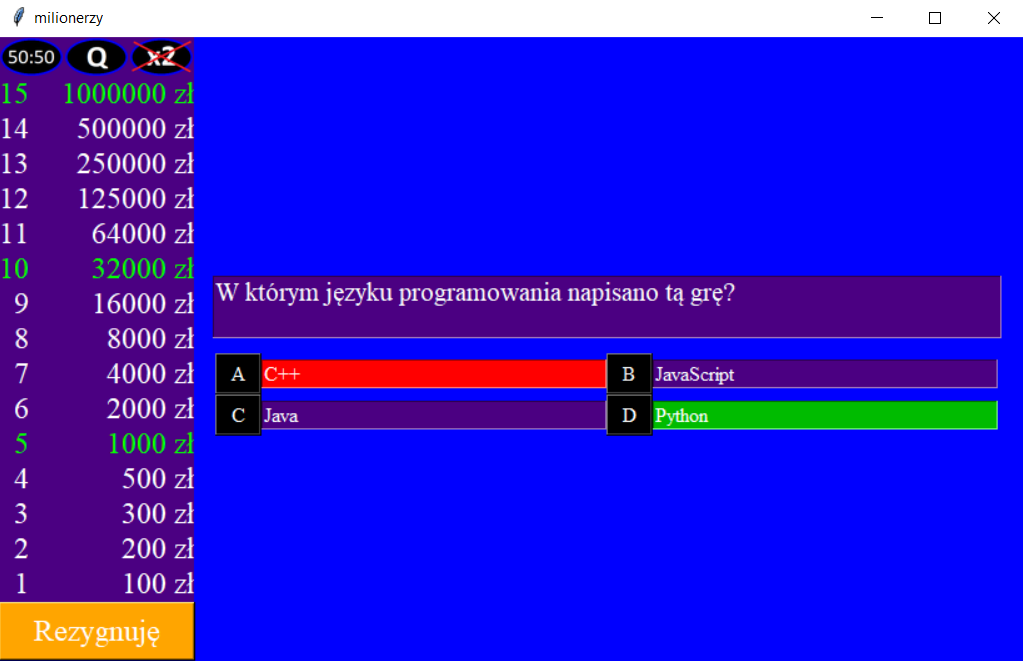 milionerzy
50:50 Q x2
15 1000000 zł
14 500000 zł
13 250000 zł
12 125000 zł
11 64000 zł
10 32000 zł
9 16000 zł
8 8000 zł
7 4000 zł
6 2000 zł
5 1000 zł
4 500 zł
3 300 zł
2 200 zł
1 100 zł
Rezygnuję
W którym języku programowania napisano tą grę?
A C++
B JavaScript
C Java
D Python